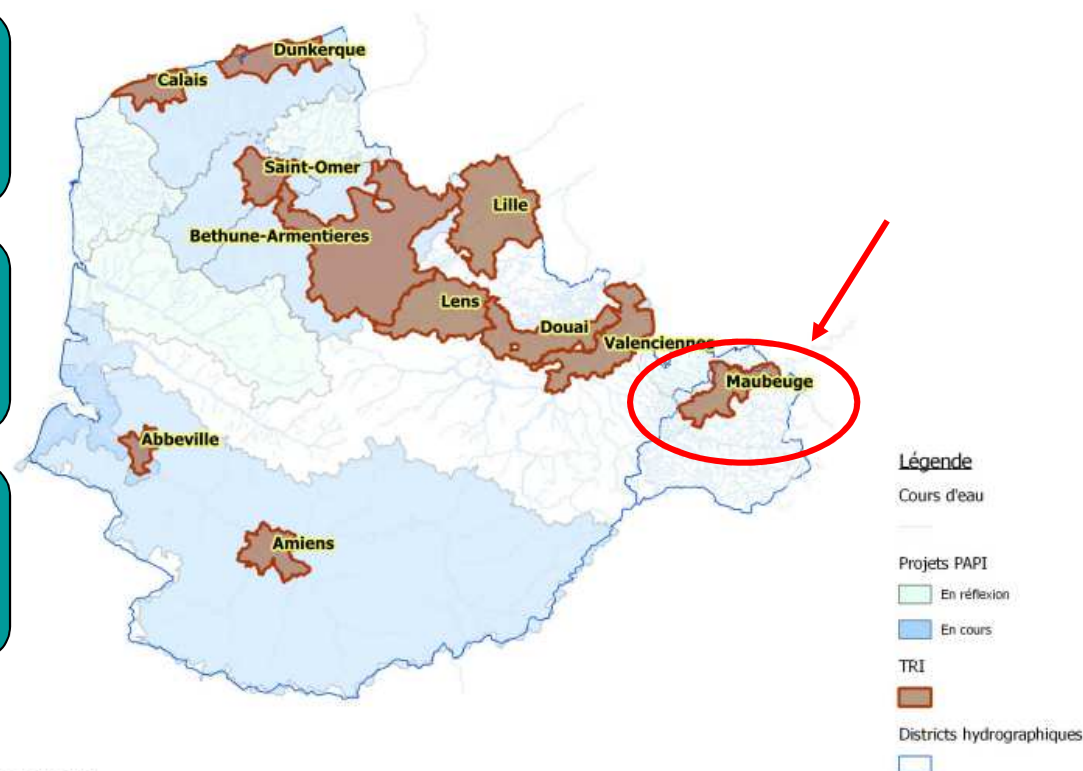 Dunkerque
Calais
Saint-Omer
Lille
Bethune-Armentieres
Lens
Douai
Valenciennes
Maubeuge
Abbeville
Amiens
Légende
Cours d'eau
Projets PAPI
En réflexion
En cours
TRI
Districts hydrographiques